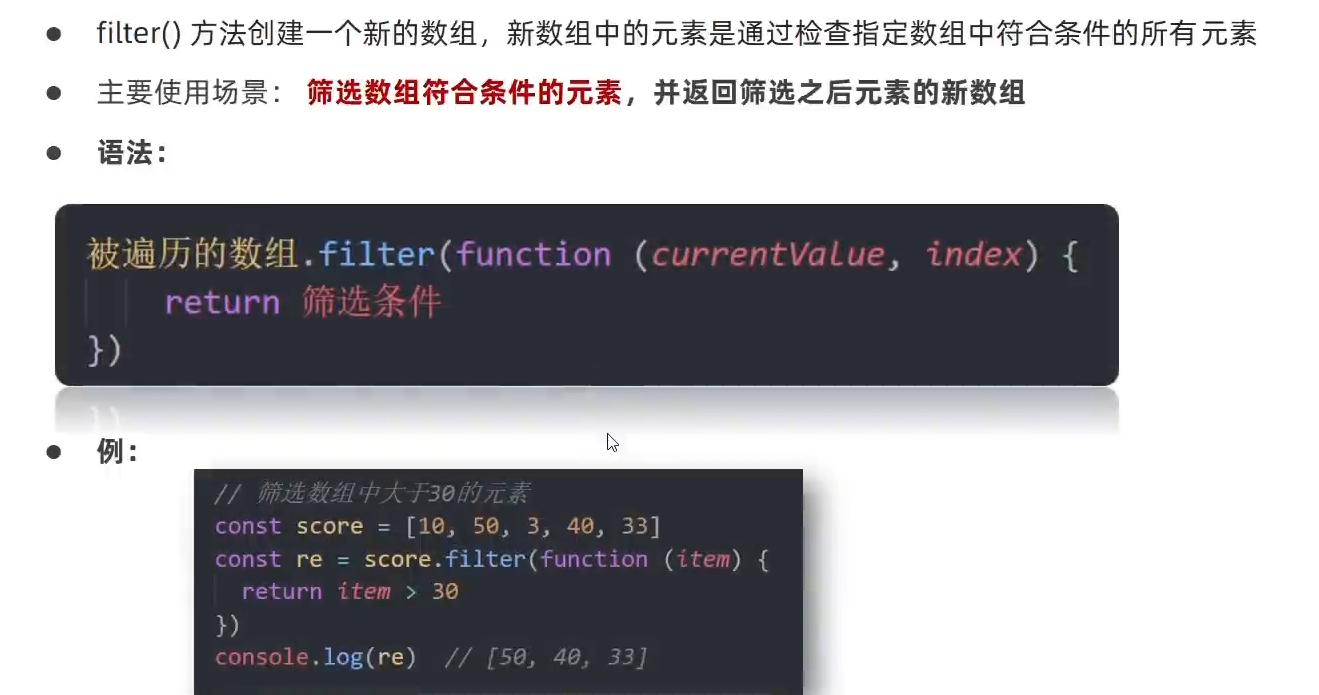 ● filter() 方法创建一个新的数组，新数组中的元素是通过检查指定数组中符合条件的所有元素
● 主要使用场景： 筛选数组符合条件的元素，并返回筛选之后元素的新数组
● 语法：
被遍历的数组.filter(function (currentValue, index) {
    return 筛选条件
})
● 例：
// 筛选数组中大于30的元素
const score = [10, 50, 3, 40, 33]
const re = score.filter(function (item) {
  return item > 30
})
console.log(re)  // [50, 40, 33]